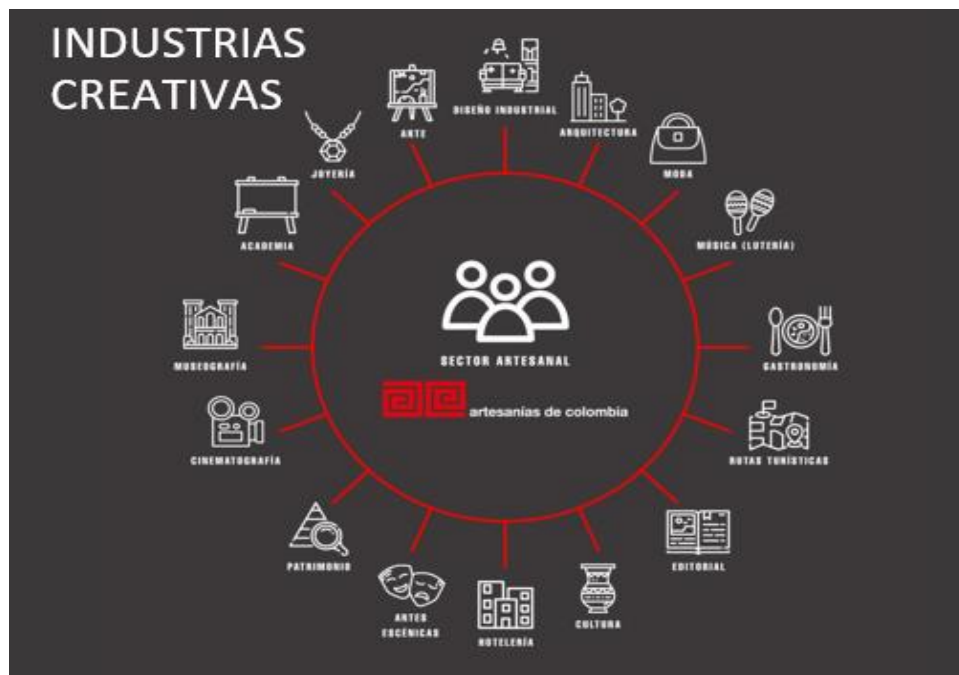 INDUSTRIAS
CREATIVAS
DISEÑO INDUSTRIAL
ARQUITECTURA
MODA
MÚSICA (LUTERÍA)
GASTRONOMÍA
RUTAS TURÍSTICAS
EDITORIAL
CULTURA
HOTELERÍA
ARTES
ESCÉNICAS
PATRIMONIO
CINEMATOGRAFÍA
MUSEOGRAFÍA
ACADEMIA
JOYERÍA
ARTE
SECTOR ARTESANAL
artesanías de colombia